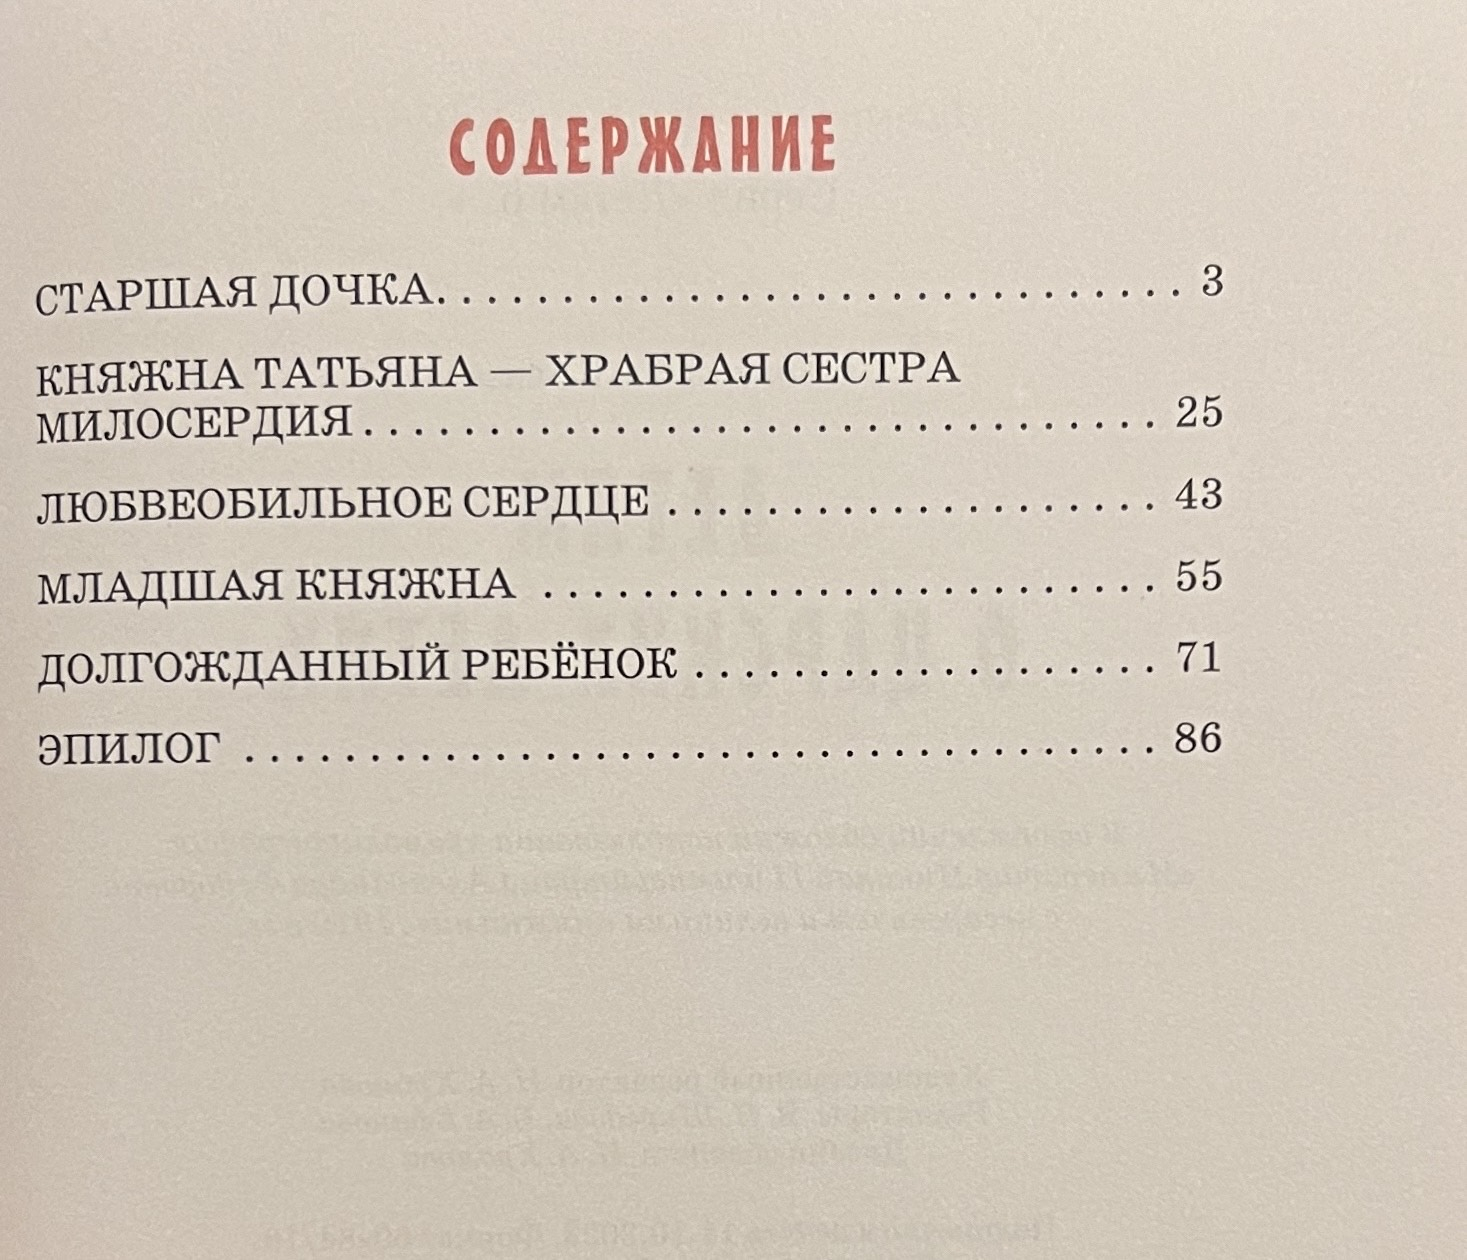 СОДЕРЖАНИЕ
СТАРШАЯ ДОЧКА. . . . . . . . . . . . . . . . . . . . . . . . . . . . . . 3
КНЯЖНА ТАТЬЯНА — ХРАБРАЯ СЕСТРА
МИЛОСЕРДИЯ . . . . . . . . . . . . . . . . . . . . . . . . . . . . . . . . 25
ЛЮБВЕОБИЛЬНОЕ СЕРДЦЕ . . . . . . . . . . . . . . . . . . . . 43
МЛАДШАЯ КНЯЖНА . . . . . . . . . . . . . . . . . . . . . . . . . 55
ДОЛГОЖДАННЫЙ РЕБЁНОК . . . . . . . . . . . . . . . . . . . 71
ЭПИЛОГ . . . . . . . . . . . . . . . . . . . . . . . . . . . . . . . . . . . . . 86